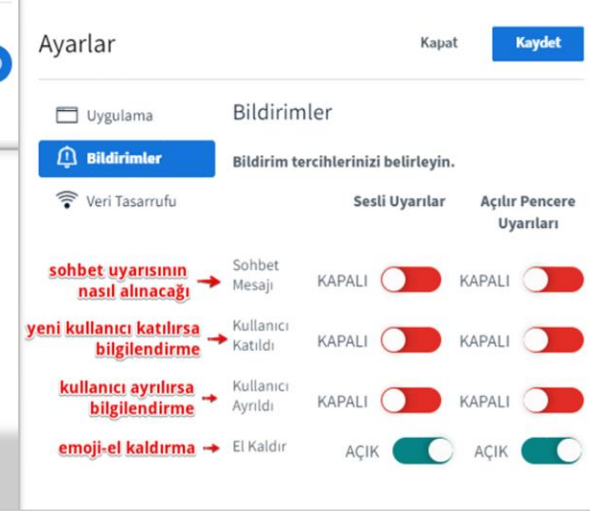 Ayarlar
Kapat
Kaydet
Uygulama
Bildirimler
Veri Tasarrufu
Bildirimler
Bildirim tercihlerinizi belirleyin.
Sesli Uyarılar
Açılır Pencere
Uyarıları
sohbet uyarısının
nasıl alınacağı
Sohbet
Mesajı
KAPALI
KAPALI
yeni kullanıcı katılırsa
bilgilendirme
Kullanıcı
Katıldı
KAPALI
KAPALI
kullanıcı ayrılırsa
bilgilendirme
Kullanıcı
Ayrıldı
KAPALI
KAPALI
emoji-el kaldırma
El Kaldır
AÇIK
AÇIK